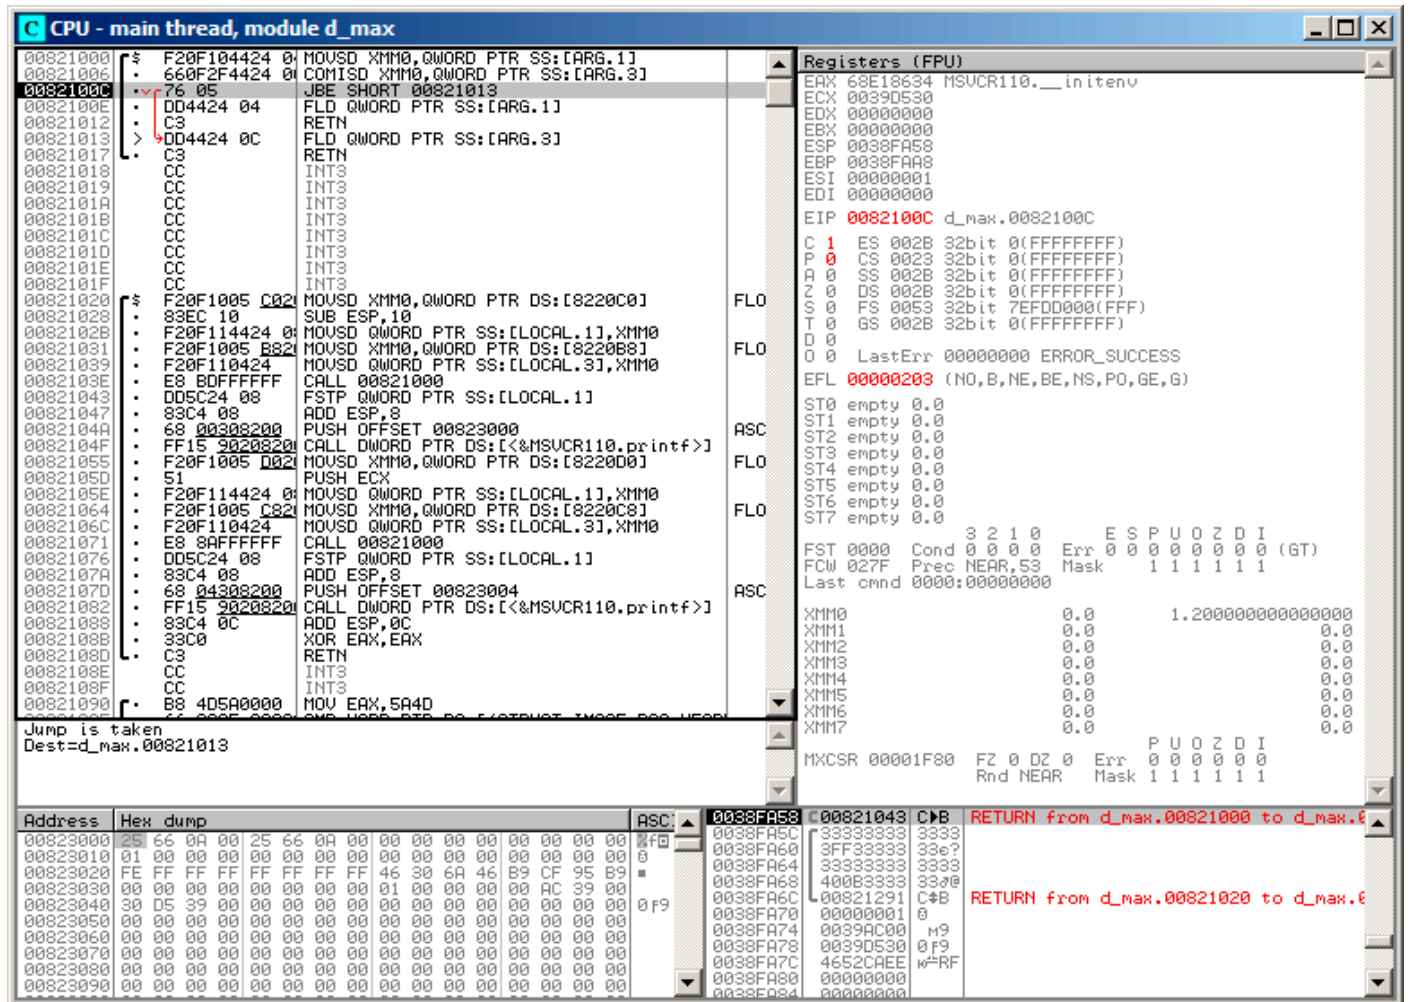 C CPU - main thread, module d_max
00821000 $ F20F104424 0 MOVSD XMM0,QWORD PTR SS:[ARG.1]
00821006 · 660F2F4424 0 COMISD XMM0,QWORD PTR SS:[ARG.3]
0082100C · 76 05 JBE SHORT 00821013
0082100E · DD4424 04 FLD QWORD PTR SS:[ARG.1]
00821012 · C3 RETN
00821013 > DD4424 0C FLD QWORD PTR SS:[ARG.3]
00821017 · C3 RETN
00821018 CC INT3
00821019 CC INT3
0082101A CC INT3
0082101B CC INT3
0082101C CC INT3
0082101D CC INT3
0082101E CC INT3
0082101F CC INT3
00821020 $ F20F1005 C02 MOVSD XMM0,QWORD PTR DS:[8220C0] FLO
00821028 · 83EC 10 SUB ESP,10
0082102B · F20F114424 0 MOVSD QWORD PTR SS:[LOCAL.1],XMM0
00821031 · F20F1005 B82 MOVSD XMM0,QWORD PTR DS:[8220B8] FLO
00821039 · F20F110424 MOVSD QWORD PTR SS:[LOCAL.3],XMM0
0082103E · E8 BDFFFFFF CALL 00821000
00821043 · DD5C24 08 FSTP QWORD PTR SS:[LOCAL.1]
00821047 · 83C4 08 ADD ESP,8
0082104A · 68 00308200 PUSH OFFSET 00823000 ASC
0082104F · FF15 90208200 CALL DWORD PTR DS:[<&MSVCR110.printf>]
00821055 · F20F1005 D02 MOVSD XMM0,QWORD PTR DS:[8220D0] FLO
0082105D · 51 PUSH ECX
0082105E · F20F114424 0 MOVSD QWORD PTR SS:[LOCAL.1],XMM0
00821064 · F20F1005 C82 MOVSD XMM0,QWORD PTR DS:[8220C8] FLO
0082106C · F20F110424 MOVSD QWORD PTR SS:[LOCAL.3],XMM0
00821071 · E8 8AFFFFFF CALL 00821000
00821076 · DD5C24 08 FSTP QWORD PTR SS:[LOCAL.1]
0082107A · 83C4 08 ADD ESP,8
0082107D · 68 04308200 PUSH OFFSET 00823004 ASC
00821082 · FF15 90208200 CALL DWORD PTR DS:[<&MSVCR110.printf>]
00821088 · 83C4 0C ADD ESP,0C
0082108B · 33C0 XOR EAX,EAX
0082108D · C3 RETN
0082108E CC INT3
0082108F CC INT3
00821090 · B8 4D5A0000 MOV EAX,5A4D
Jump is taken
Dest=d_max.00821013
Registers (FPU)
EAX 68E18634 MSVCR110.__initenv
ECX 0039D530
EDX 00000000
EBX 00000000
ESP 0038FA58
EBP 0038FAA8
ESI 00000001
EDI 00000000
EIP 0082100C d_max.0082100C
C 1 ES 002B 32bit 0(FFFFFFFF)
P 0 CS 0023 32bit 0(FFFFFFFF)
A 0 SS 002B 32bit 0(FFFFFFFF)
Z 0 DS 002B 32bit 0(FFFFFFFF)
S 0 FS 0053 32bit 7EFDD000(FFF)
T 0 GS 002B 32bit 0(FFFFFFFF)
D 0
O 0 LastErr 00000000 ERROR_SUCCESS
EFL 00000203 (NO,B,NE,BE,NS,PO,GE,G)
ST0 empty 0.0
ST1 empty 0.0
ST2 empty 0.0
ST3 empty 0.0
ST4 empty 0.0
ST5 empty 0.0
ST6 empty 0.0
ST7 empty 0.0
3 2 1 0 E S P U O Z D I
FST 0000 Cond 0 0 0 0 Err 0 0 0 0 0 0 0 0 (GT)
FCW 027F Prec NEAR,53 Mask 1 1 1 1 1 1
Last cmnd 0000:00000000
XMM0 0.0 1.200000000000000
XMM1 0.0 0.0
XMM2 0.0 0.0
XMM3 0.0 0.0
XMM4 0.0 0.0
XMM5 0.0 0.0
XMM6 0.0 0.0
XMM7 0.0 0.0
P U O Z D I
MXCSR 00001F80 FZ 0 DZ 0 Err 0 0 0 0 0 0
Rnd NEAR Mask 1 1 1 1 1 1
Address Hex dump ASC
00823000 25 66 0A 00 25 66 0A 00 00 00 00 00 00 00 00 00 %f
00823010 01 00 00 00 00 00 00 00 00 00 00 00 00 00 00 00
00823020 FE FF FF FF FF FF FF FF 46 30 6A 46 B9 CF 95 B9
00823030 00 00 00 00 00 00 00 00 01 00 00 00 00 AC 39 00
00823040 30 D5 39 00 00 00 00 00 00 00 00 00 00 00 00 00
00823050 00 00 00 00 00 00 00 00 00 00 00 00 00 00 00 00
00823060 00 00 00 00 00 00 00 00 00 00 00 00 00 00 00 00
00823070 00 00 00 00 00 00 00 00 00 00 00 00 00 00 00 00
00823080 00 00 00 00 00 00 00 00 00 00 00 00 00 00 00 00
00823090 00 00 00 00 00 00 00 00 00 00 00 00 00 00 00 00
0038FA58 00821043 C►B RETURN from d_max.00821000 to d_max.
0038FA5C 33333333 3333
0038FA60 3FF33333 33е?
0038FA64 33333333 3333
0038FA68 400B3333 33♂@
0038FA6C 00821291 С‡B RETURN from d_max.00821020 to d_max.
0038FA70 00000001
0038FA74 0039AC00 м9
0038FA78 0039D530 0╒9
0038FA7C 4652CAEE ю╩RF
0038FA80 00000000
0038FA84 00000000